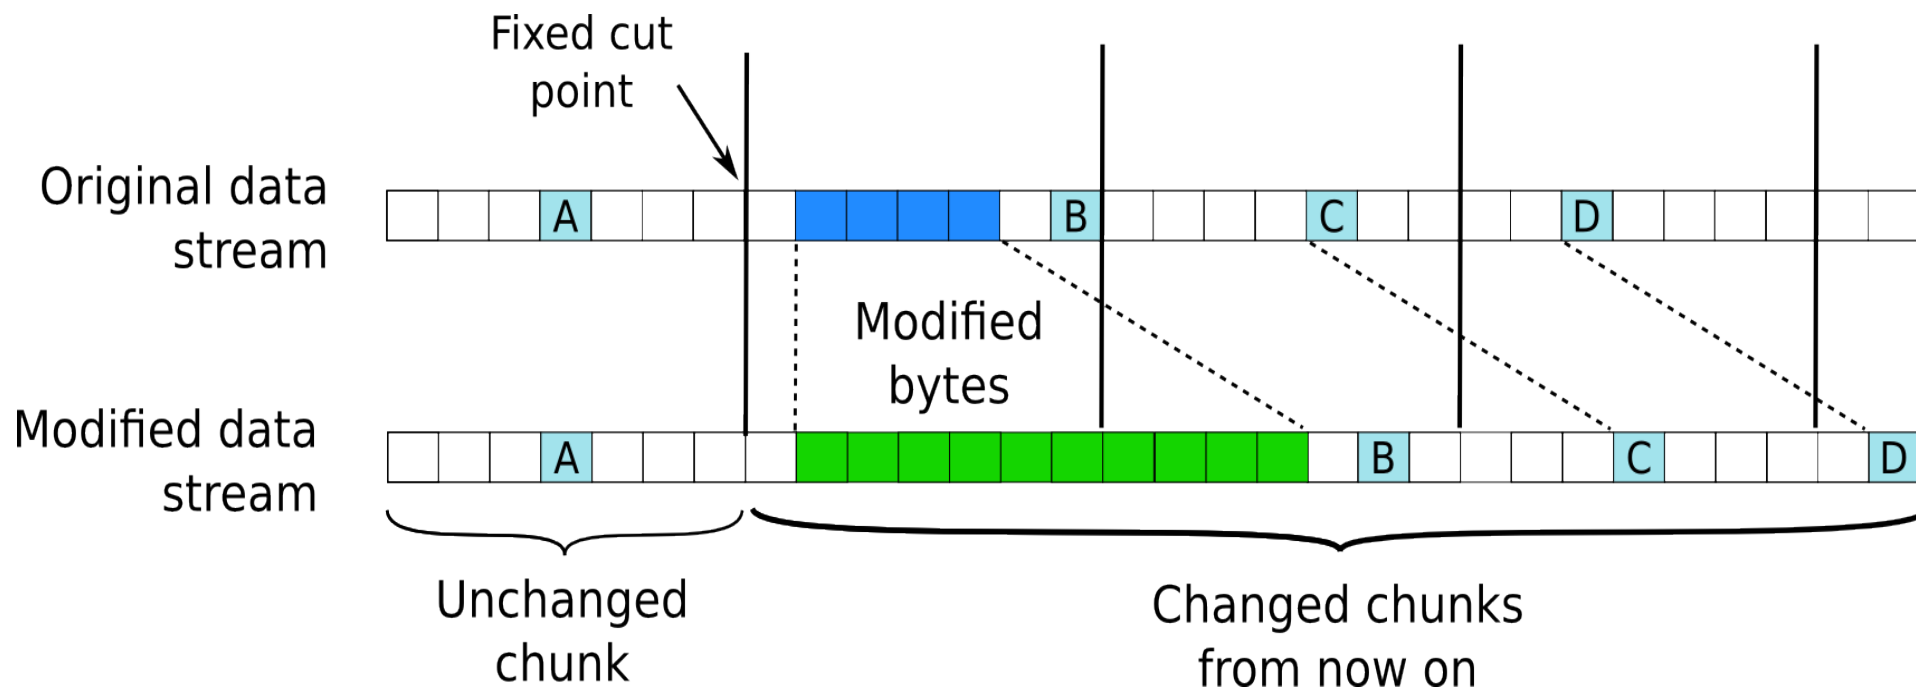 Fixed cut
point
Original data
stream
A
B
C
D
Modified
bytes
Modified data
stream
A
B
C
D
Unchanged
chunk
Changed chunks
from now on